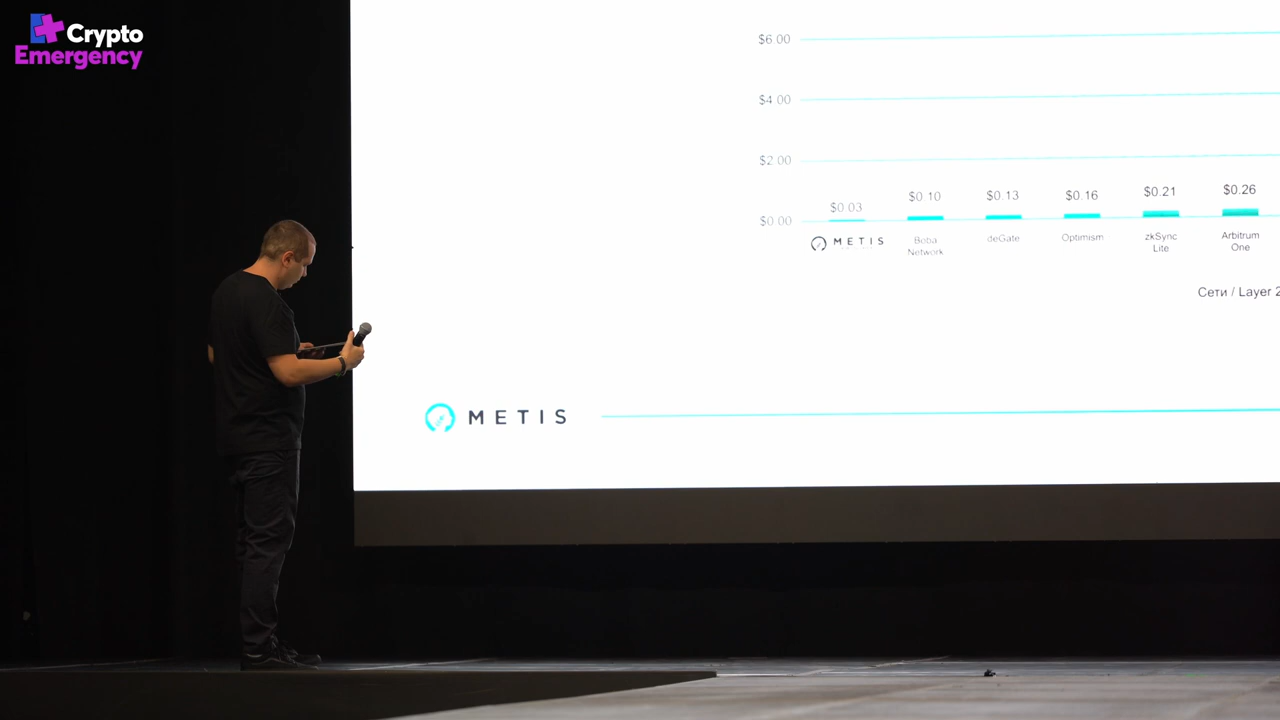 Crypto
Emergency
$6.00
$4.00
$2.00
$0.00
$0.03
$0.10
$0.13
$0.16
$0.21
$0.26
METIS
Boba
Network
deGate
Optimism
zkSync
Lite
Arbitrum
One
Сети / Layer 2
METIS